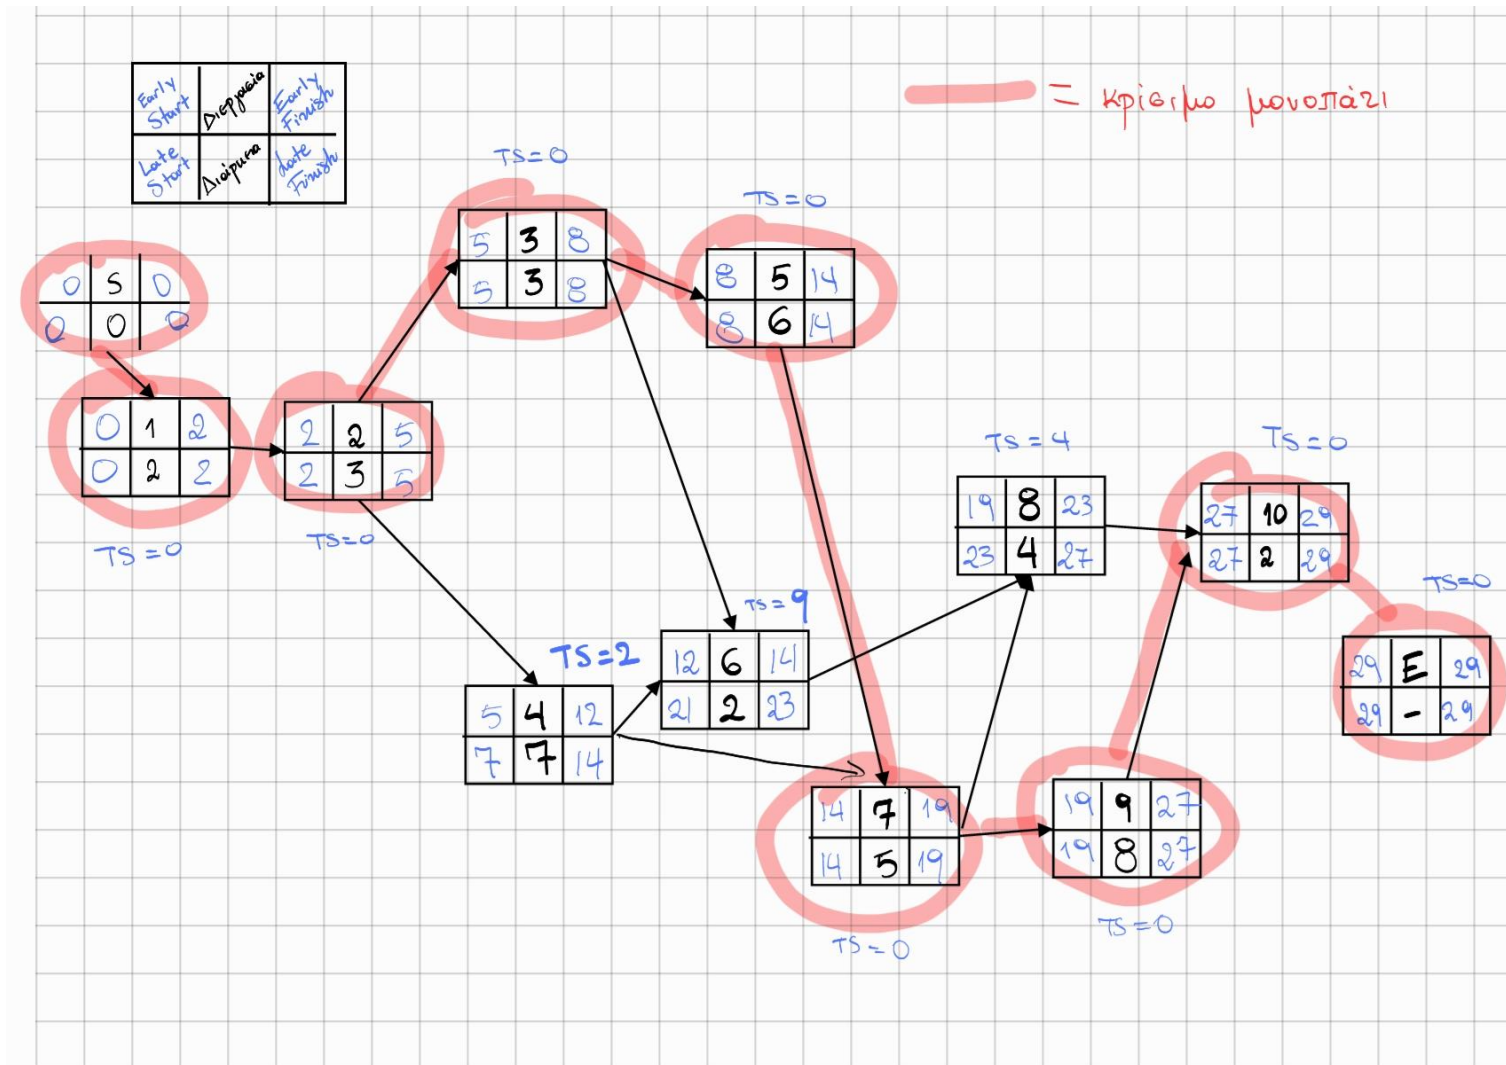 Early Start Διεργασία Early Finish
Late Start Διάρκεια Late Finish
= κρίσιμο μονοπάτι
TS=0
5 3 8
5 3 8
TS=0
8 5 14
8 6 14
0 S 0
0 0 0
0 1 2
0 2 2
TS=0
2 2 5
2 3 5
TS=0
TS=4
19 8 23
23 4 27
TS=0
27 10 29
27 2 29
TS=0
29 E 29
29 - 29
TS=2
5 4 12
7 7 14
TS=9
12 6 14
21 2 23
14 7 19
14 5 19
TS=0
19 9 27
19 8 27
TS=0